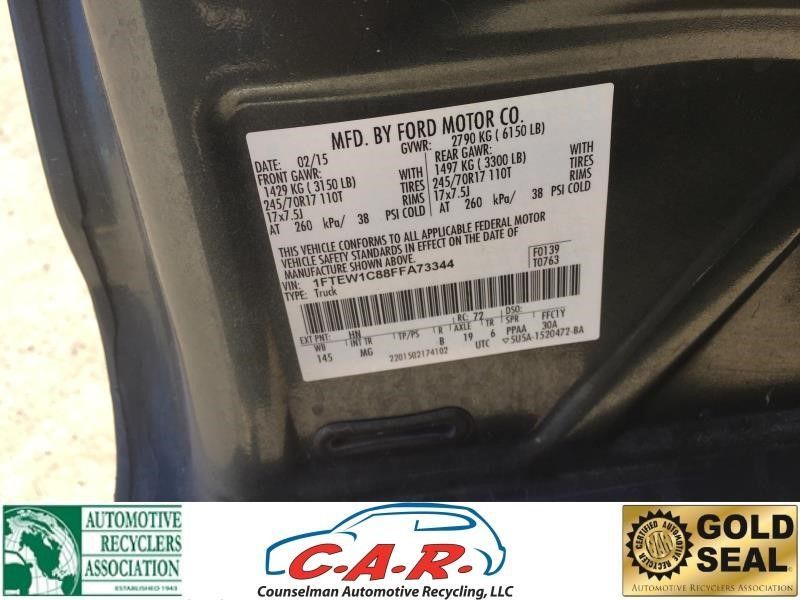 MFD. BY FORD MOTOR CO.
DATE: 02/15 GVWR: 2790 KG ( 6150 LB)
FRONT GAWR: REAR GAWR:
1429 KG ( 3150 LB) WITH 1497 KG ( 3300 LB) WITH
245/70R17 110T TIRES 245/70R17 110T TIRES
17x7.5J RIMS 17x7.5J RIMS
AT 260 kPa/ 38 PSI COLD AT 260 kPa/ 38 PSI COLD
THIS VEHICLE CONFORMS TO ALL APPLICABLE FEDERAL MOTOR
VEHICLE SAFETY STANDARDS IN EFFECT ON THE DATE OF
MANUFACTURE SHOWN ABOVE.
VIN: 1FTEW1C88FFA73344
TYPE: Truck
F0139
T0763
EXT PNT: HN RC: 72 DSO: FFC1Y
WB INT TR TP/PS R AXLE TR SPR
145 MG B 19 6 PPAA 30A
2201502174102 UTC 5U5A-1520472-BA
AUTOMOTIVE
RECYCLERS
ASSOCIATION
ESTABLISHED 1943
C.A.R.
Counselman Automotive Recycling, LLC
CERTIFIED AUTOMOTIVE
RECYCLER
GOLD
SEAL
Automotive Recyclers Association